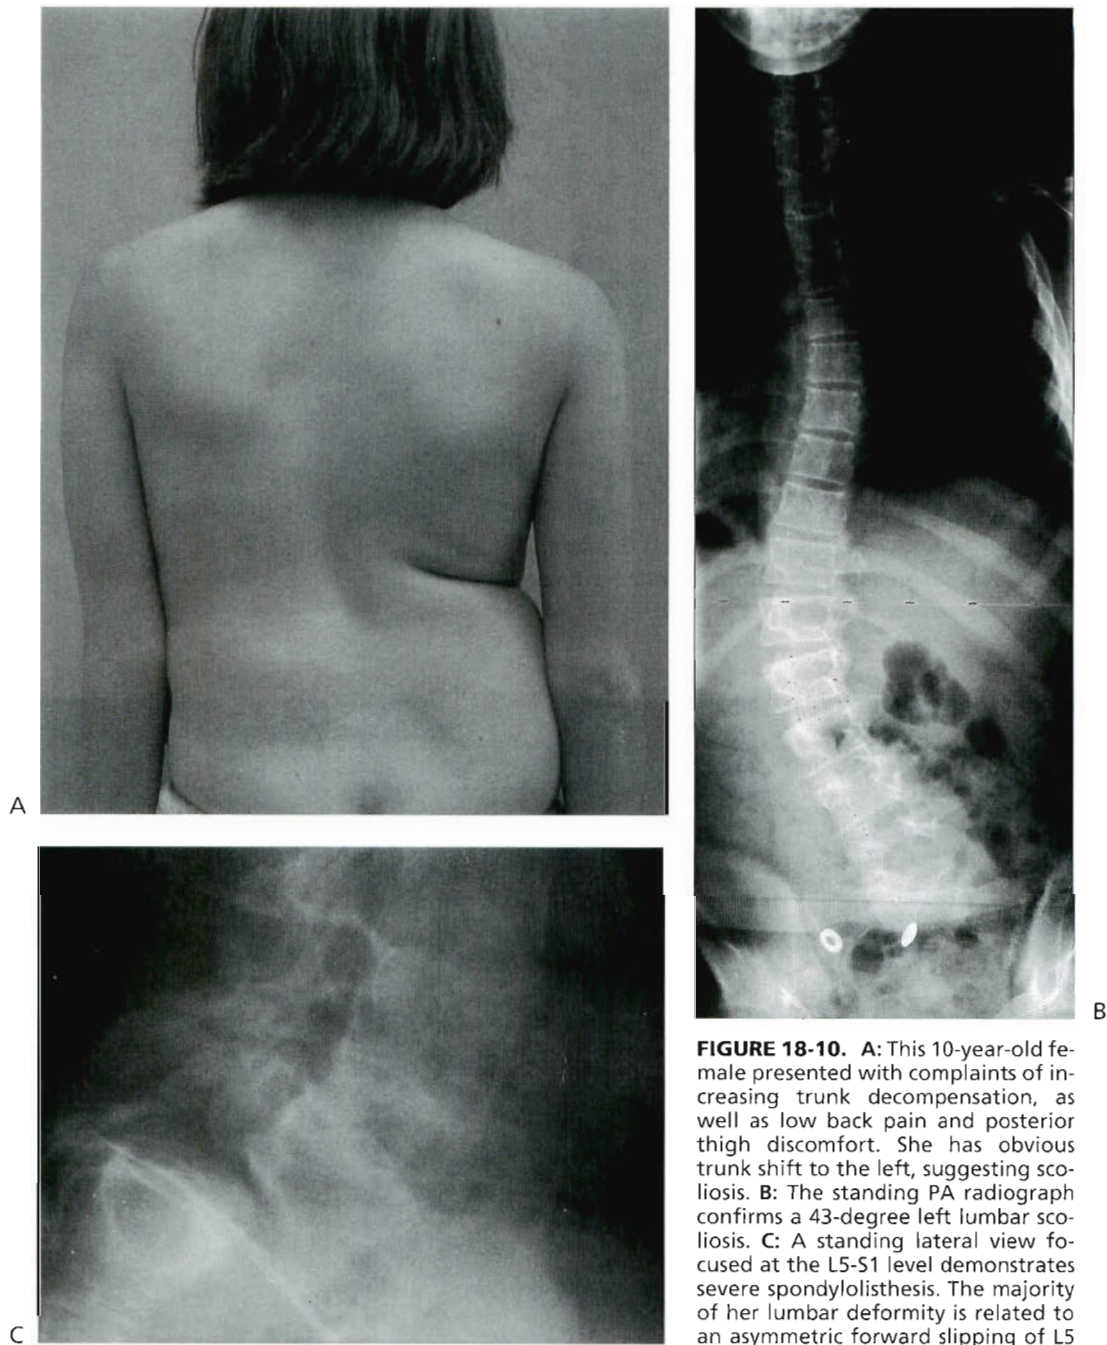 A
B
C
FIGURE 18-10. A: This 10-year-old fe-
male presented with complaints of in-
creasing trunk decompensation, as
well as low back pain and posterior
thigh discomfort. She has obvious
trunk shift to the left, suggesting sco-
liosis. B: The standing PA radiograph
confirms a 43-degree left lumbar sco-
liosis. C: A standing lateral view fo-
cused at the L5-S1 level demonstrates
severe spondylolisthesis. The majority
of her lumbar deformity is related to
an asymmetric forward slipping of L5